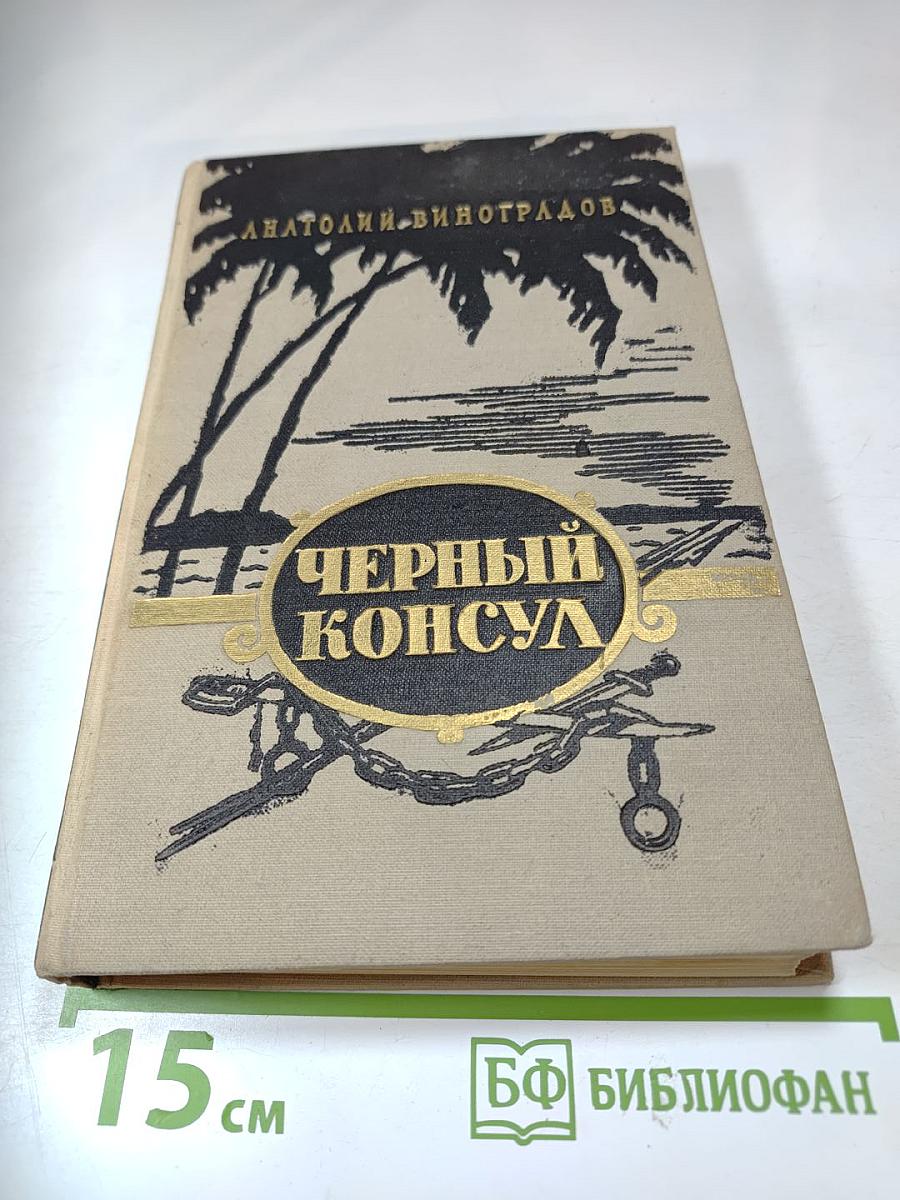 АНАТОЛИЙ ВИНОГРАДОВ
ЧЕРНЫЙ
КОНСУЛ
15 см
БФ БИБЛИОФАН